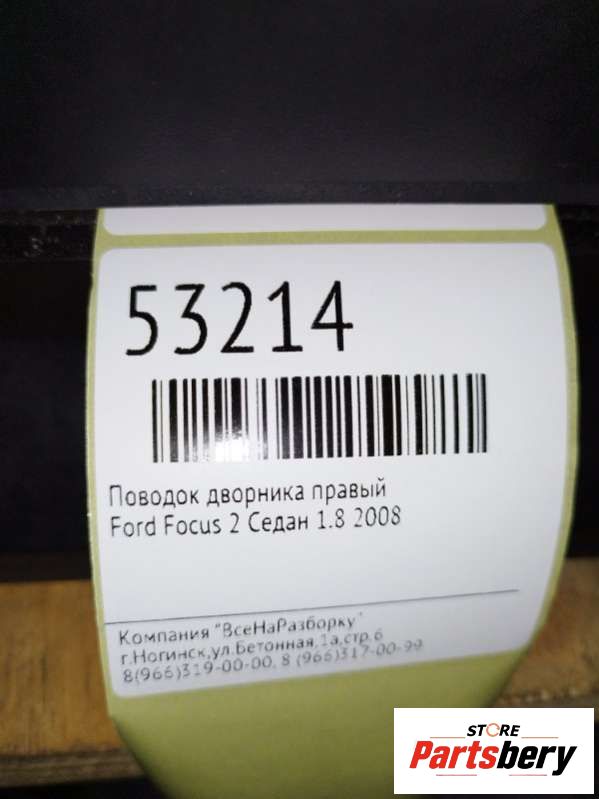 53214
Поводок дворника правый
Ford Focus 2 Седан 1.8 2008
Компания "ВсеНаРазборку"
г.Ногинск,ул.Бетонная,1а,стр.6
8(966)319-00-00, 8 (966)317-00-99
STORE
Partsbery